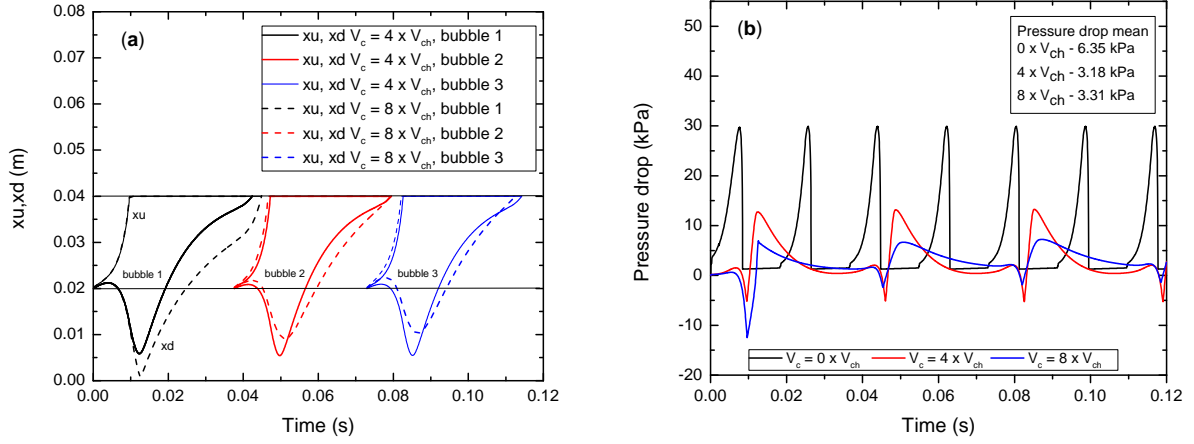 (a)
xu, xd V_c = 4 x V_ch, bubble 1
xu, xd V_c = 4 x V_ch, bubble 2
xu, xd V_c = 4 x V_ch, bubble 3
xu, xd V_c = 8 x V_ch, bubble 1
xu, xd V_c = 8 x V_ch, bubble 2
xu, xd V_c = 8 x V_ch, bubble 3
0.08
0.07
0.06
0.05
0.04
0.03
0.02
0.01
0.00
xu,xd (m)
xu
bubble 1
bubble 2
bubble 3
xd
0.00 0.02 0.04 0.06 0.08 0.10 0.12
Time (s)
(b)
Pressure drop mean
0 x V_ch - 6.35 kPa
4 x V_ch - 3.18 kPa
8 x V_ch - 3.31 kPa
50
40
30
20
10
0
-10
-20
Pressure drop (kPa)
V_c = 0 x V_ch V_c = 4 x V_ch V_c = 8 x V_ch
0.00 0.02 0.04 0.06 0.08 0.10 0.12
Time (s)